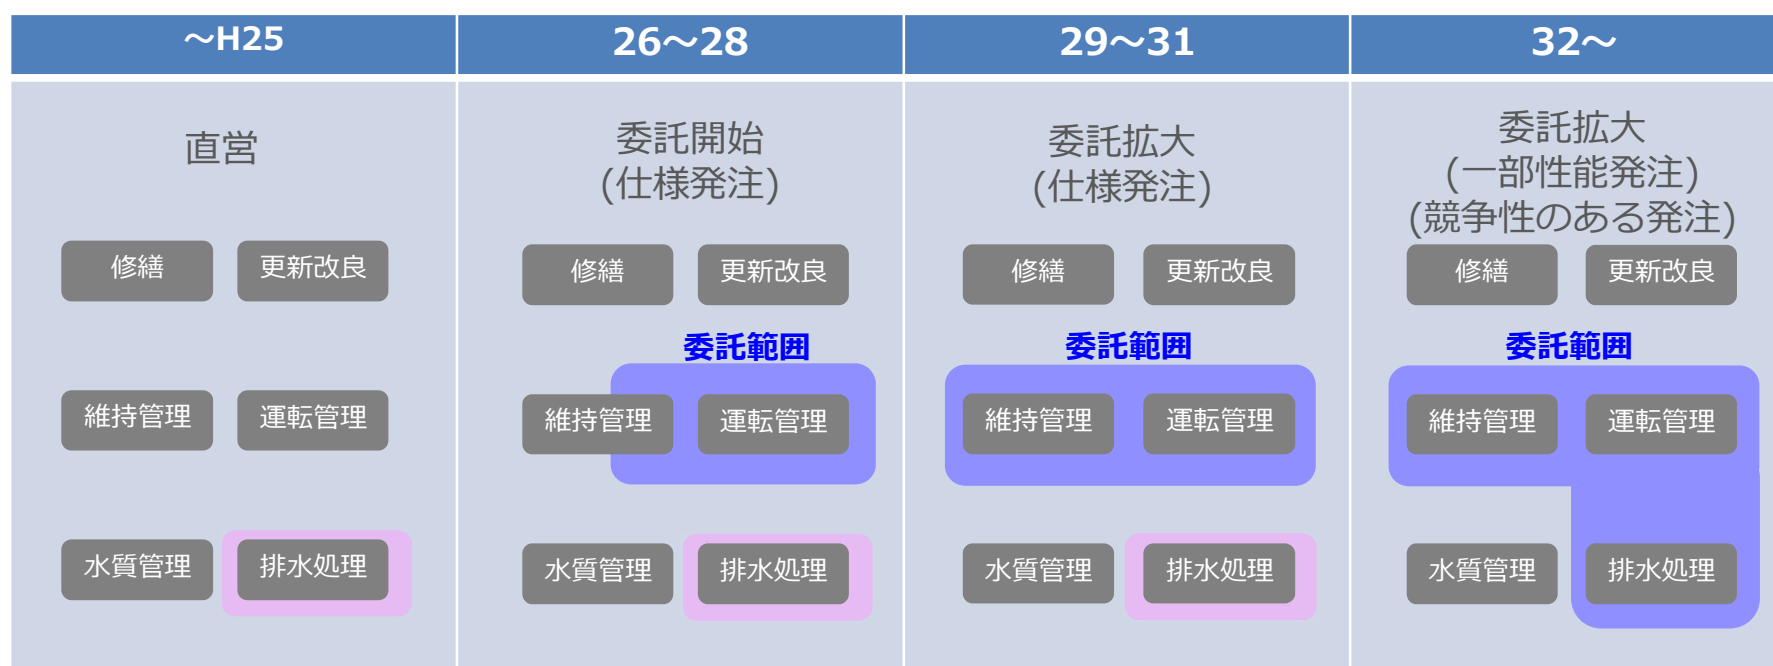 ～H25
26～28
29～31
32～
直営
修繕
更新改良
維持管理
運転管理
水質管理
排水処理
委託開始
(仕様発注)
修繕
更新改良
委託範囲
維持管理
運転管理
水質管理
排水処理
委託拡大
(仕様発注)
修繕
更新改良
委託範囲
維持管理
運転管理
水質管理
排水処理
委託拡大
(一部性能発注)
(競争性のある発注)
修繕
更新改良
委託範囲
維持管理
運転管理
水質管理
排水処理